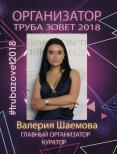 ОРГАНИЗАТОР
ТРУБА ЗОВЕТ 2018
#trubazovet2018
Валерия Шаемова
ГЛАВНЫЙ ОРГАНИЗАТОР
КУРАТОР